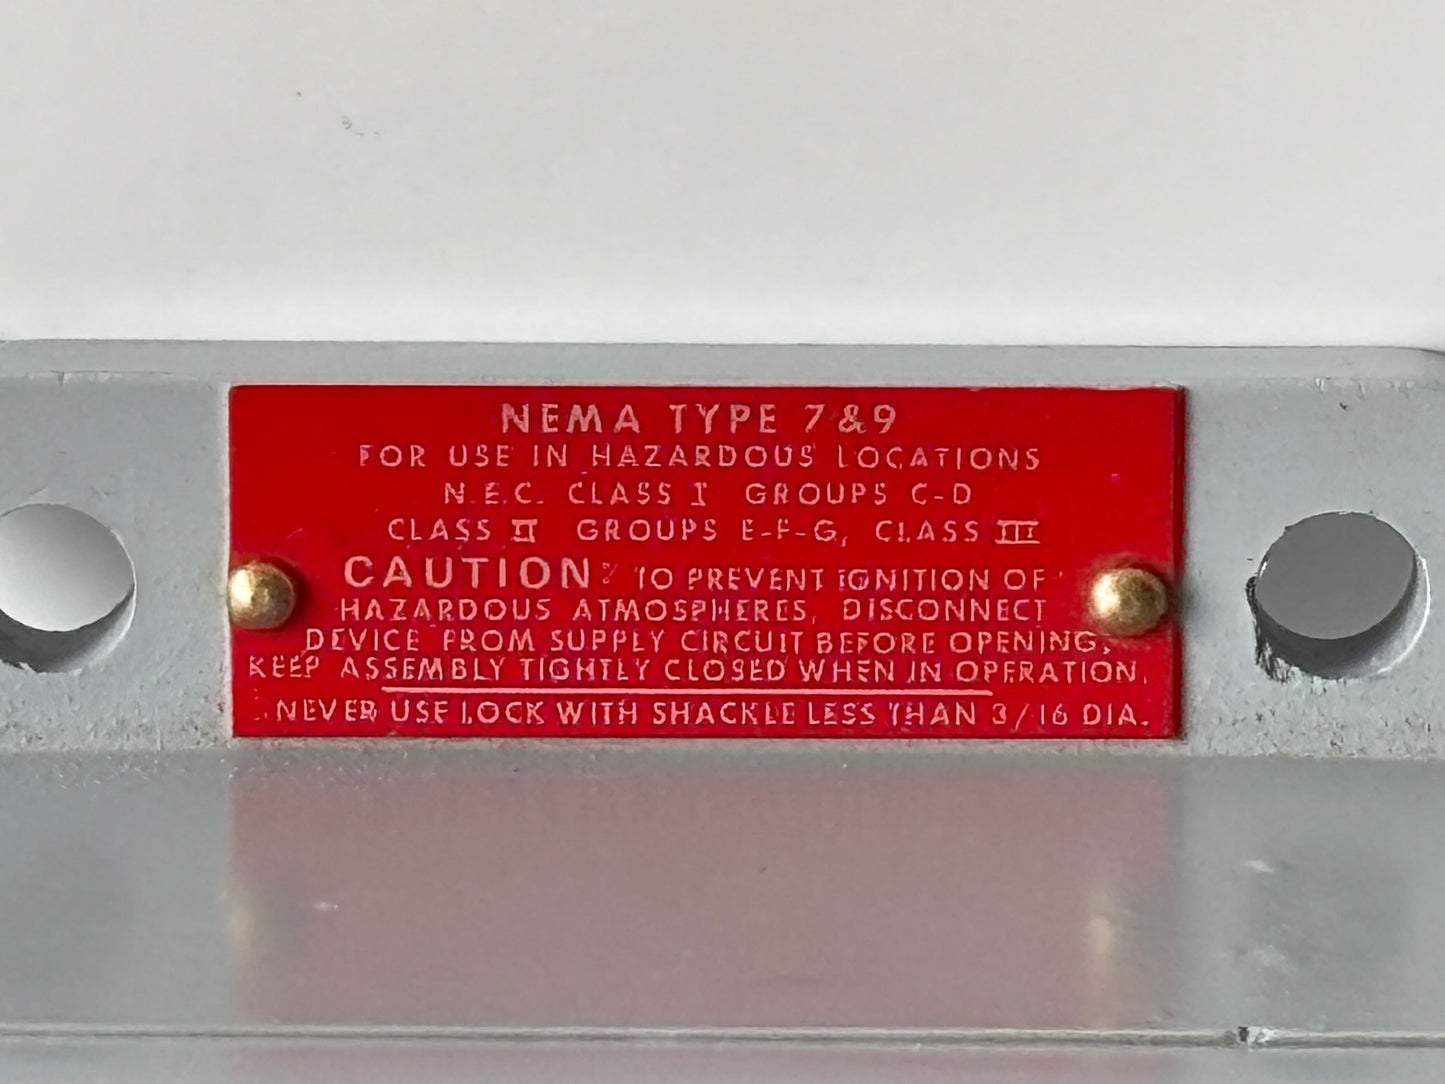 NEMA TYPE 7&9
FOR USE IN HAZARDOUS LOCATIONS
N.E.C. CLASS I GROUPS C-D
CLASS II GROUPS E-F-G, CLASS III
CAUTION: TO PREVENT IGNITION OF
HAZARDOUS ATMOSPHERES, DISCONNECT
DEVICE FROM SUPPLY CIRCUIT BEFORE OPENING,
KEEP ASSEMBLY TIGHTLY CLOSED WHEN IN OPERATION.
NEVER USE LOCK WITH SHACKLE LESS THAN 3/16 DIA.